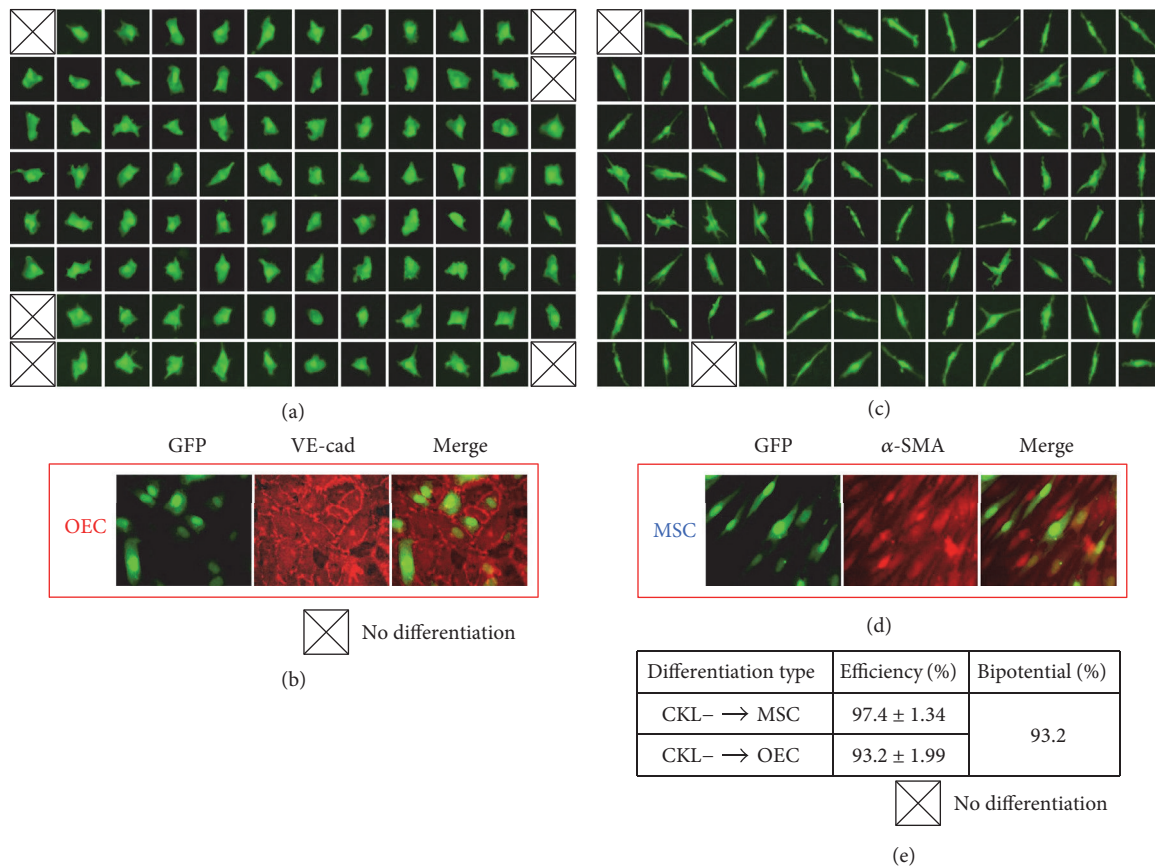 (a)
(c)
GFP VE-cad Merge
OEC
No differentiation
(b)
GFP α-SMA Merge
MSC
(d)
Differentiation type Efficiency (%) Bipotential (%)
CKL− → MSC 97.4 ± 1.34
93.2
CKL− → OEC 93.2 ± 1.99
No differentiation
(e)